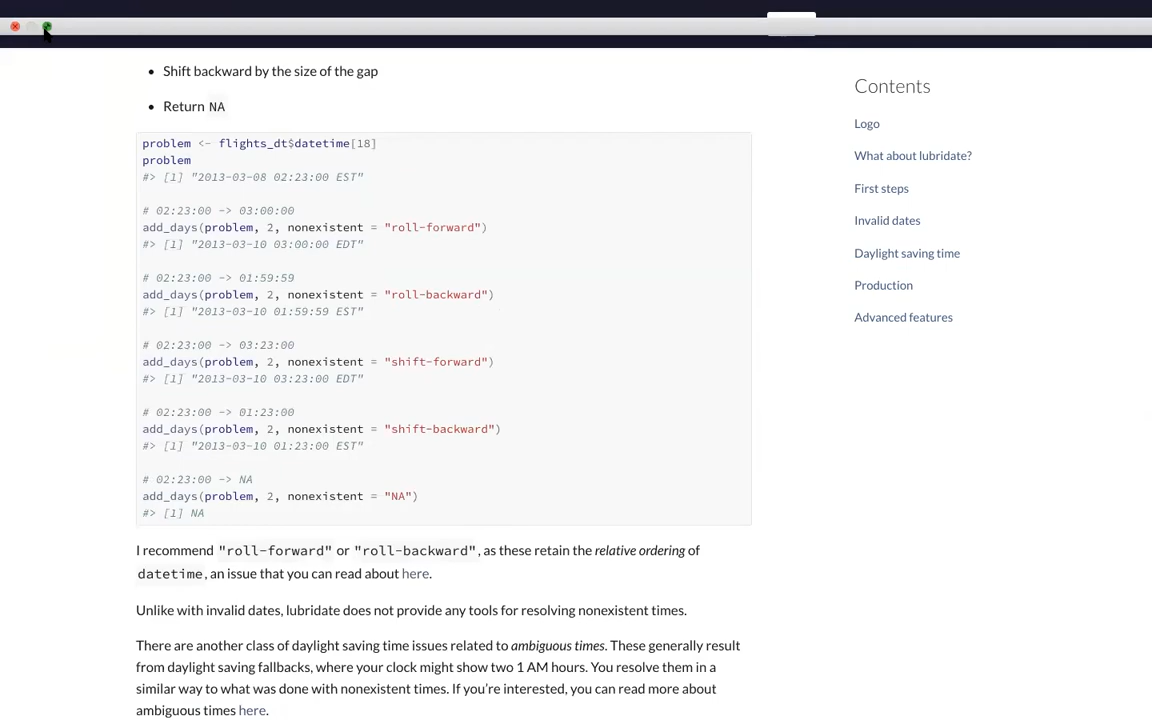 • Shift backward by the size of the gap
• Return NA
problem <- flights_dt$datetime[18]
problem
#> [1] "2013-03-08 02:23:00 EST"
# 02:23:00 -> 03:00:00
add_days(problem, 2, nonexistent = "roll-forward")
#> [1] "2013-03-10 03:00:00 EDT"
# 02:23:00 -> 01:59:59
add_days(problem, 2, nonexistent = "roll-backward")
#> [1] "2013-03-10 01:59:59 EST"
# 02:23:00 -> 03:23:00
add_days(problem, 2, nonexistent = "shift-forward")
#> [1] "2013-03-10 03:23:00 EDT"
# 02:23:00 -> 01:23:00
add_days(problem, 2, nonexistent = "shift-backward")
#> [1] "2013-03-10 01:23:00 EST"
# 02:23:00 -> NA
add_days(problem, 2, nonexistent = "NA")
#> [1] NA
I recommend "roll-forward" or "roll-backward", as these retain the relative ordering of
datetime, an issue that you can read about here.
Unlike with invalid dates, lubridate does not provide any tools for resolving nonexistent times.
There are another class of daylight saving time issues related to ambiguous times. These generally result
from daylight saving fallbacks, where your clock might show two 1 AM hours. You resolve them in a
similar way to what was done with nonexistent times. If you're interested, you can read more about
ambiguous times here.
Contents
Logo
What about lubridate?
First steps
Invalid dates
Daylight saving time
Production
Advanced features